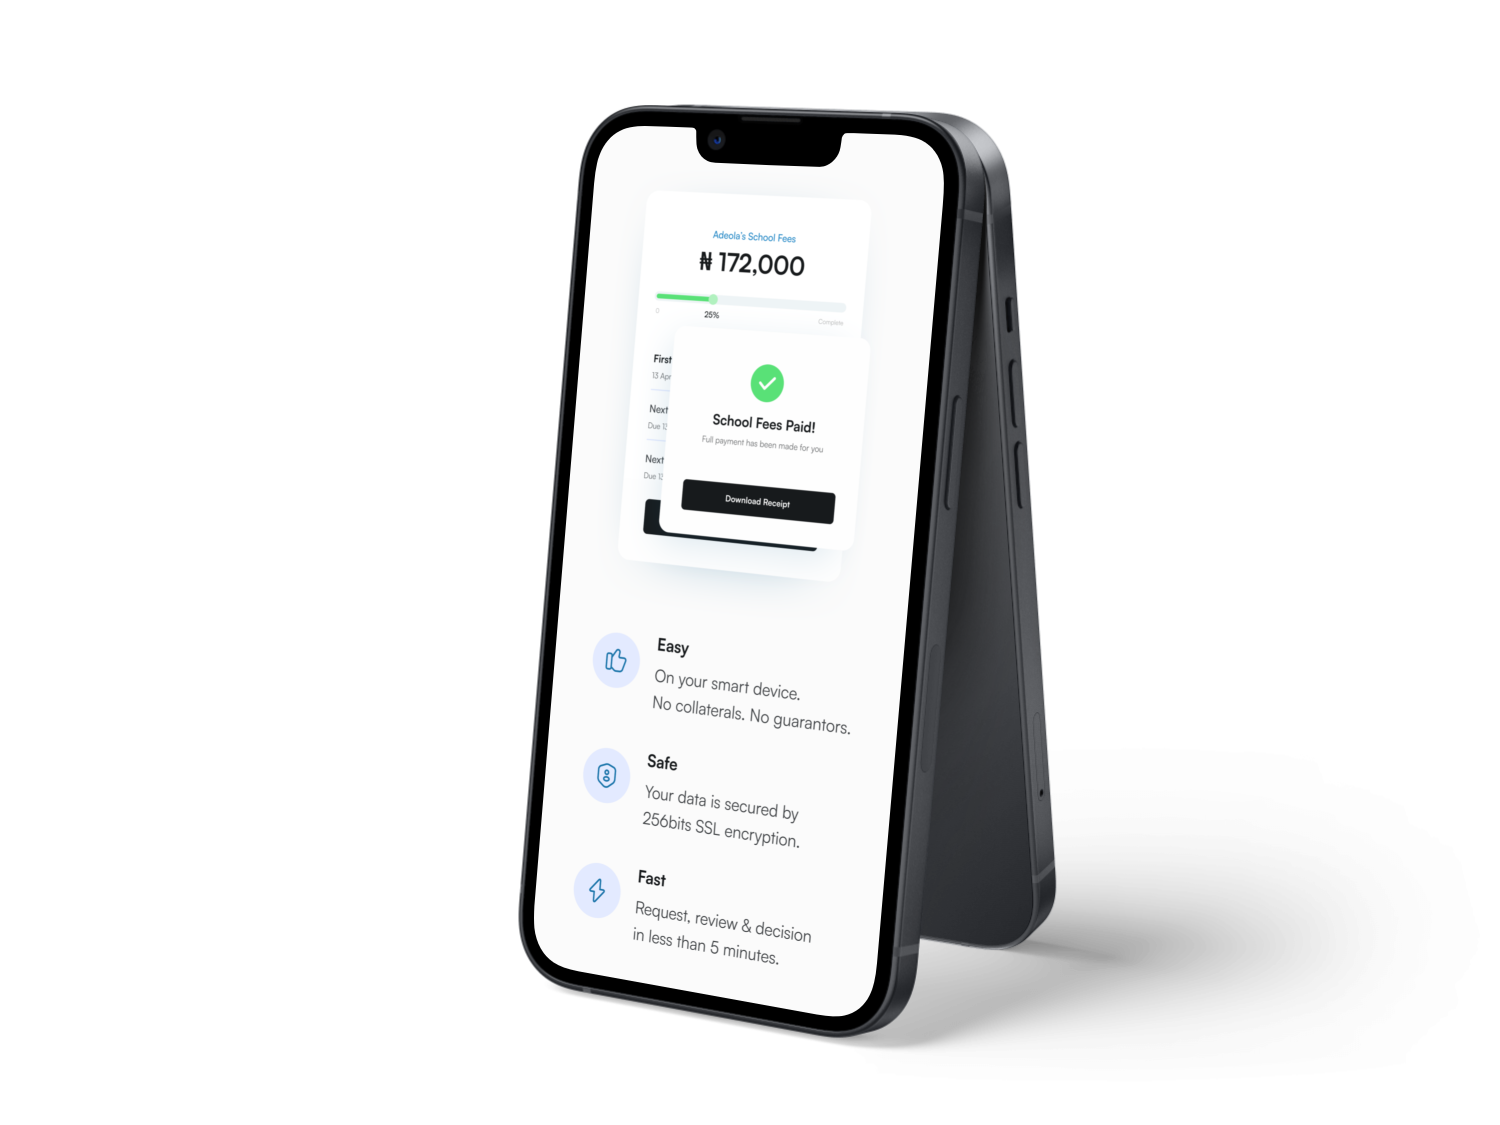 Adeola's School Fees
₦ 172,000
0
25%
Complete
First
13 Apr
Next
Due 13
Next
Due 13
School Fees Paid!
Full payment has been made for you
Download Receipt
Easy
On your smart device.
No collaterals. No guarantors.
Safe
Your data is secured by
256bits SSL encryption.
Fast
Request, review & decision
in less than 5 minutes.